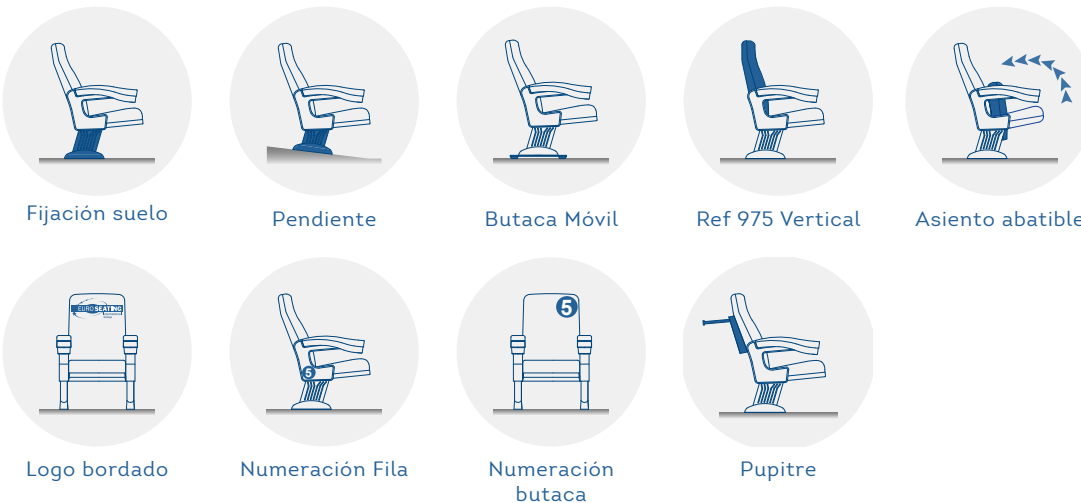 Fijación suelo
Pendiente
Butaca Móvil
Ref 975 Vertical
Asiento abatible
EURO SEATING
5
5
Logo bordado
Numeración Fila
Numeración
butaca
Pupitre